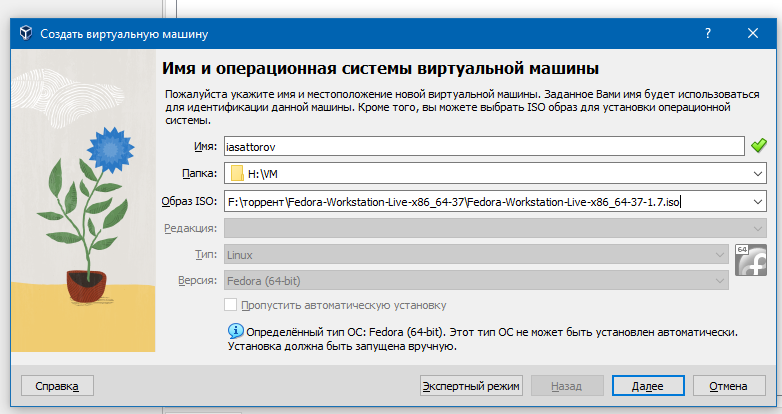 Создать виртуальную машину
Имя и операционная системы виртуальной машины
Пожалуйста укажите имя и местоположение новой виртуальной машины. Заданное Вами имя будет использоваться
для идентификации данной машины. Кроме того, вы можете выбрать ISO образ для установки операционной
системы.
Имя: iasattorov
Папка: H:\VM
Образ ISO: F:\торрент\Fedora-Workstation-Live-x86_64-37\Fedora-Workstation-Live-x86_64-37-1.7.iso
Редакция:
Тип: Linux 64
Версия: Fedora (64-bit)
Пропустить автоматическую установку
Определённый тип ОС: Fedora (64-bit). Этот тип ОС не может быть установлен автоматически.
Установка должна быть запущена вручную.
Справка Экспертный режим Назад Далее Отмена